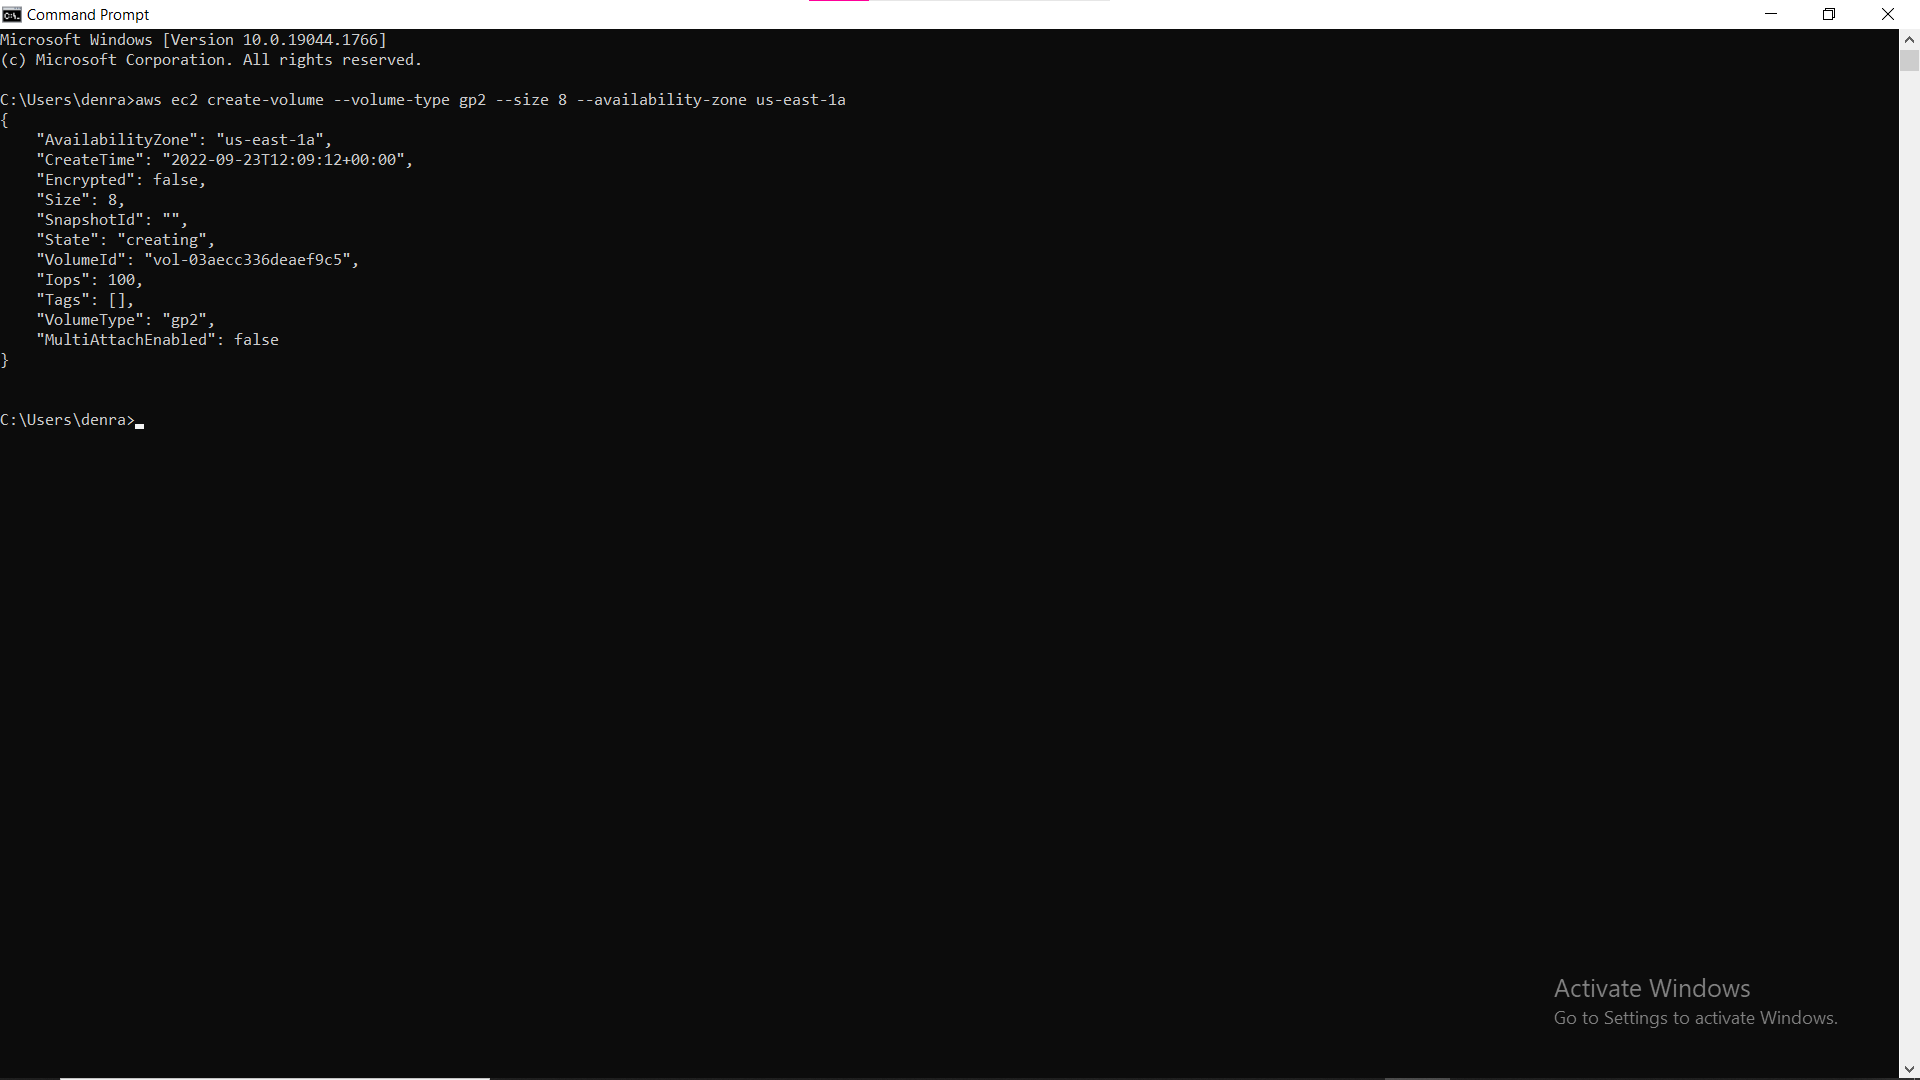 Command Prompt
Microsoft Windows [Version 10.0.19044.1766]
(c) Microsoft Corporation. All rights reserved.
C:\Users\denra>aws ec2 create-volume --volume-type gp2 --size 8 --availability-zone us-east-1a
{
    "AvailabilityZone": "us-east-1a",
    "CreateTime": "2022-09-23T12:09:12+00:00",
    "Encrypted": false,
    "Size": 8,
    "SnapshotId": "",
    "State": "creating",
    "VolumeId": "vol-03aecc336deaef9c5",
    "Iops": 100,
    "Tags": [],
    "VolumeType": "gp2",
    "MultiAttachEnabled": false
}
C:\Users\denra>
Activate Windows
Go to Settings to activate Windows.